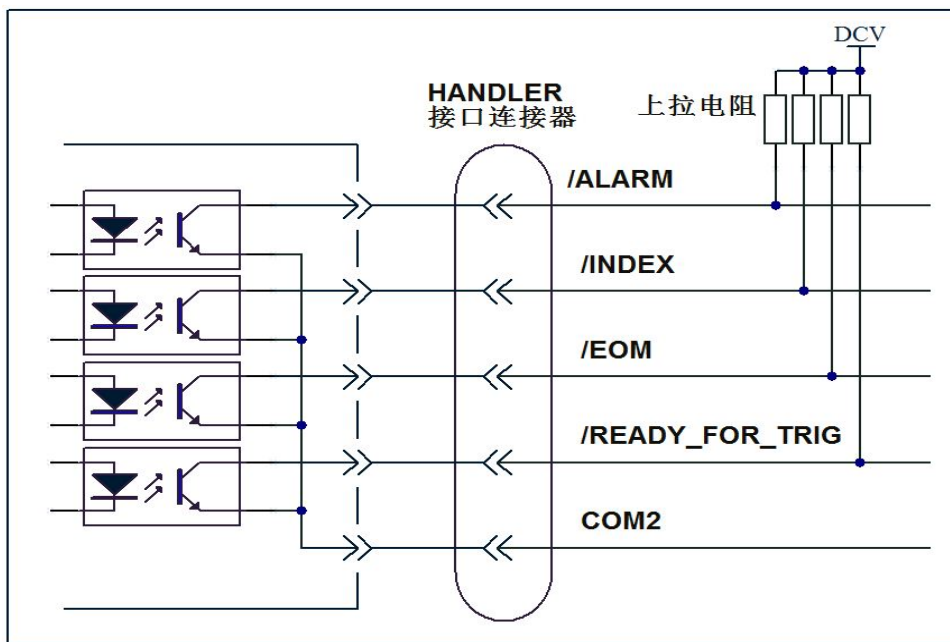 DCV
HANDLER
接口连接器
上拉电阻
/ALARM
/INDEX
/EOM
/READY_FOR_TRIG
COM2